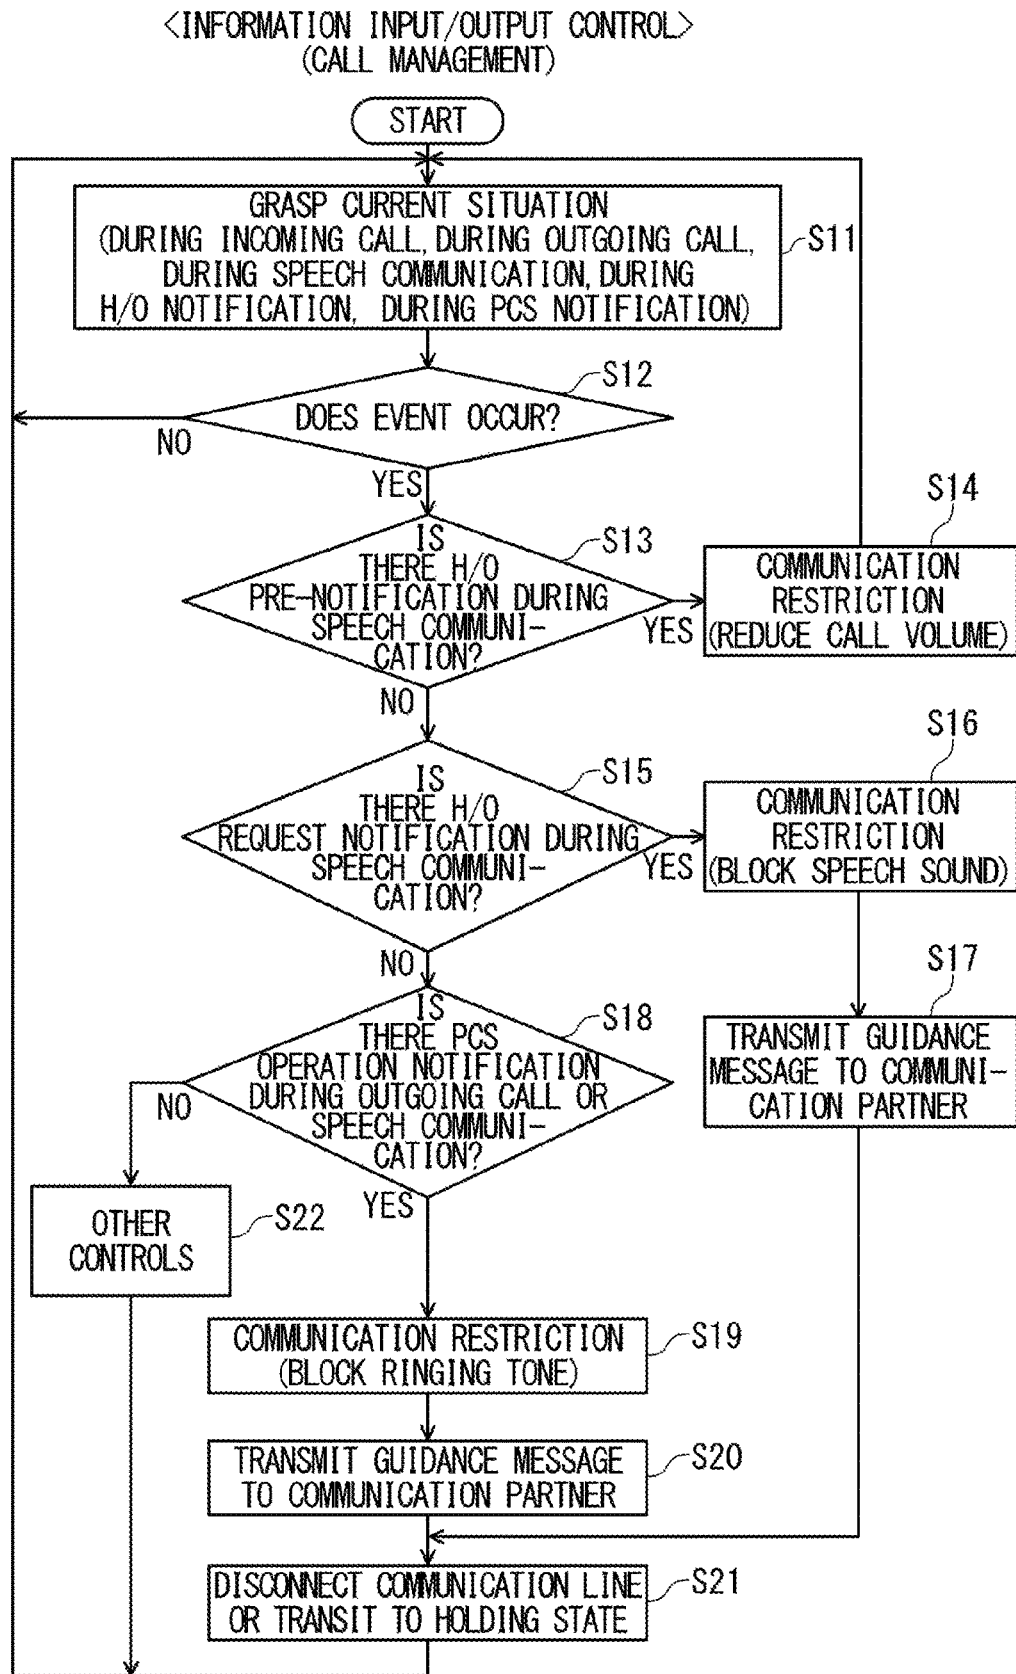 <INFORMATION INPUT/OUTPUT CONTROL>
(CALL MANAGEMENT)
START
GRASP CURRENT SITUATION
(DURING INCOMING CALL, DURING OUTGOING CALL,
DURING SPEECH COMMUNICATION, DURING
H/O NOTIFICATION, DURING PCS NOTIFICATION)
S11
S12
DOES EVENT OCCUR?
NO
YES
S13
IS
THERE H/O
PRE-NOTIFICATION DURING
SPEECH COMMUNI-
CATION?
YES
NO
S14
COMMUNICATION
RESTRICTION
(REDUCE CALL VOLUME)
S15
IS
THERE H/O
REQUEST NOTIFICATION DURING
SPEECH COMMUNI-
CATION?
YES
NO
S16
COMMUNICATION
RESTRICTION
(BLOCK SPEECH SOUND)
S17
TRANSMIT GUIDANCE
MESSAGE TO COMMUNI-
CATION PARTNER
S18
IS
THERE PCS
OPERATION NOTIFICATION
DURING OUTGOING CALL OR
SPEECH COMMUNI-
CATION?
NO
YES
OTHER
CONTROLS
S22
COMMUNICATION RESTRICTION
(BLOCK RINGING TONE)
S19
TRANSMIT GUIDANCE MESSAGE
TO COMMUNICATION PARTNER
S20
DISCONNECT COMMUNICATION LINE
OR TRANSIT TO HOLDING STATE
S21